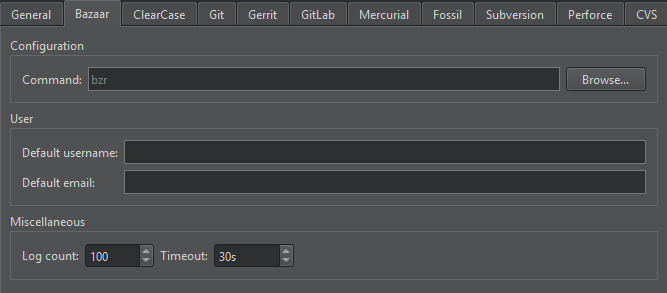 General Bazaar ClearCase Git Gerrit GitLab Mercurial Fossil Subversion Perforce CVS
Configuration
Command: bzr Browse...
User
Default username:
Default email:
Miscellaneous
Log count: 100 Timeout: 30s